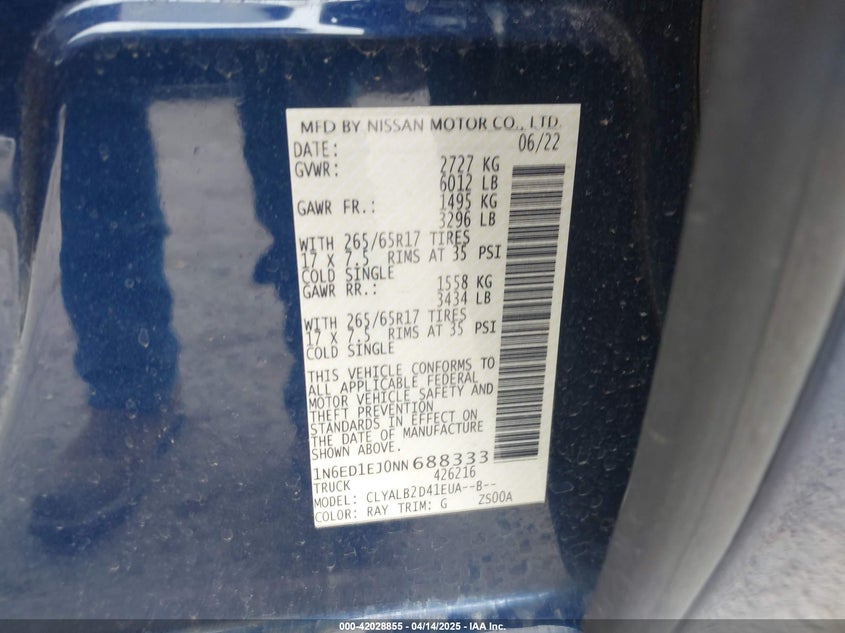 MFD BY NISSAN MOTOR CO., LTD.
DATE: 06/22
GVWR: 2727 KG
6012 LB
GAWR FR.: 1495 KG
3296 LB
WITH 265/65R17 TIRES
17 X 7.5 RIMS AT 35 PSI
COLD SINGLE
GAWR RR.: 1558 KG
3434 LB
WITH 265/65R17 TIRES
17 X 7.5 RIMS AT 35 PSI
COLD SINGLE
THIS VEHICLE CONFORMS TO
ALL APPLICABLE FEDERAL
MOTOR VEHICLE SAFETY AND
THEFT PREVENTION
STANDARDS IN EFFECT ON
THE DATE OF MANUFACTURE
SHOWN ABOVE.
1N6ED1EJ0NN688333
TRUCK 426216
MODEL: CLYALB2D41EUA--B--
COLOR: RAY TRIM: G ZS00A
000-42028855 - 04/14/2025 - IAA Inc.